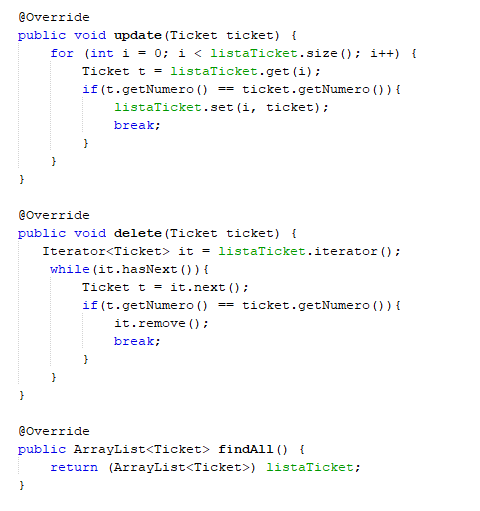 @Override
public void update(Ticket ticket) {
    for (int i = 0; i < listaTicket.size(); i++) {
        Ticket t = listaTicket.get(i);
        if(t.getNumero() == ticket.getNumero()){
            listaTicket.set(i, ticket);
            break;
        }
    }
}

@Override
public void delete(Ticket ticket) {
   Iterator<Ticket> it = listaTicket.iterator();
    while(it.hasNext()){
        Ticket t = it.next();
        if(t.getNumero() == ticket.getNumero()){
            it.remove();
            break;
        }
    }
}

@Override
public ArrayList<Ticket> findAll() {
    return (ArrayList<Ticket>) listaTicket;
}